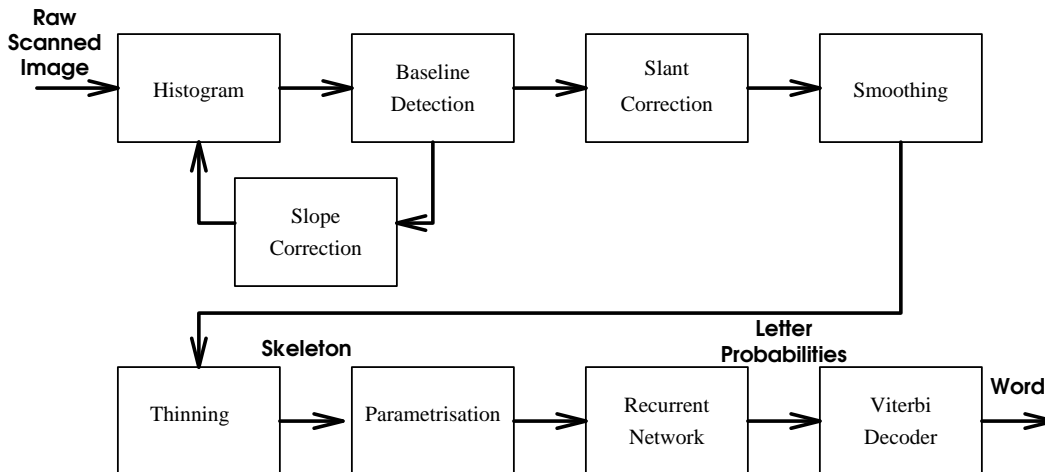 Raw
Scanned
Image
Histogram
Baseline
Detection
Slant
Correction
Smoothing
Slope
Correction
Skeleton
Letter
Probabilities
Word
Thinning
Parametrisation
Recurrent
Network
Viterbi
Decoder